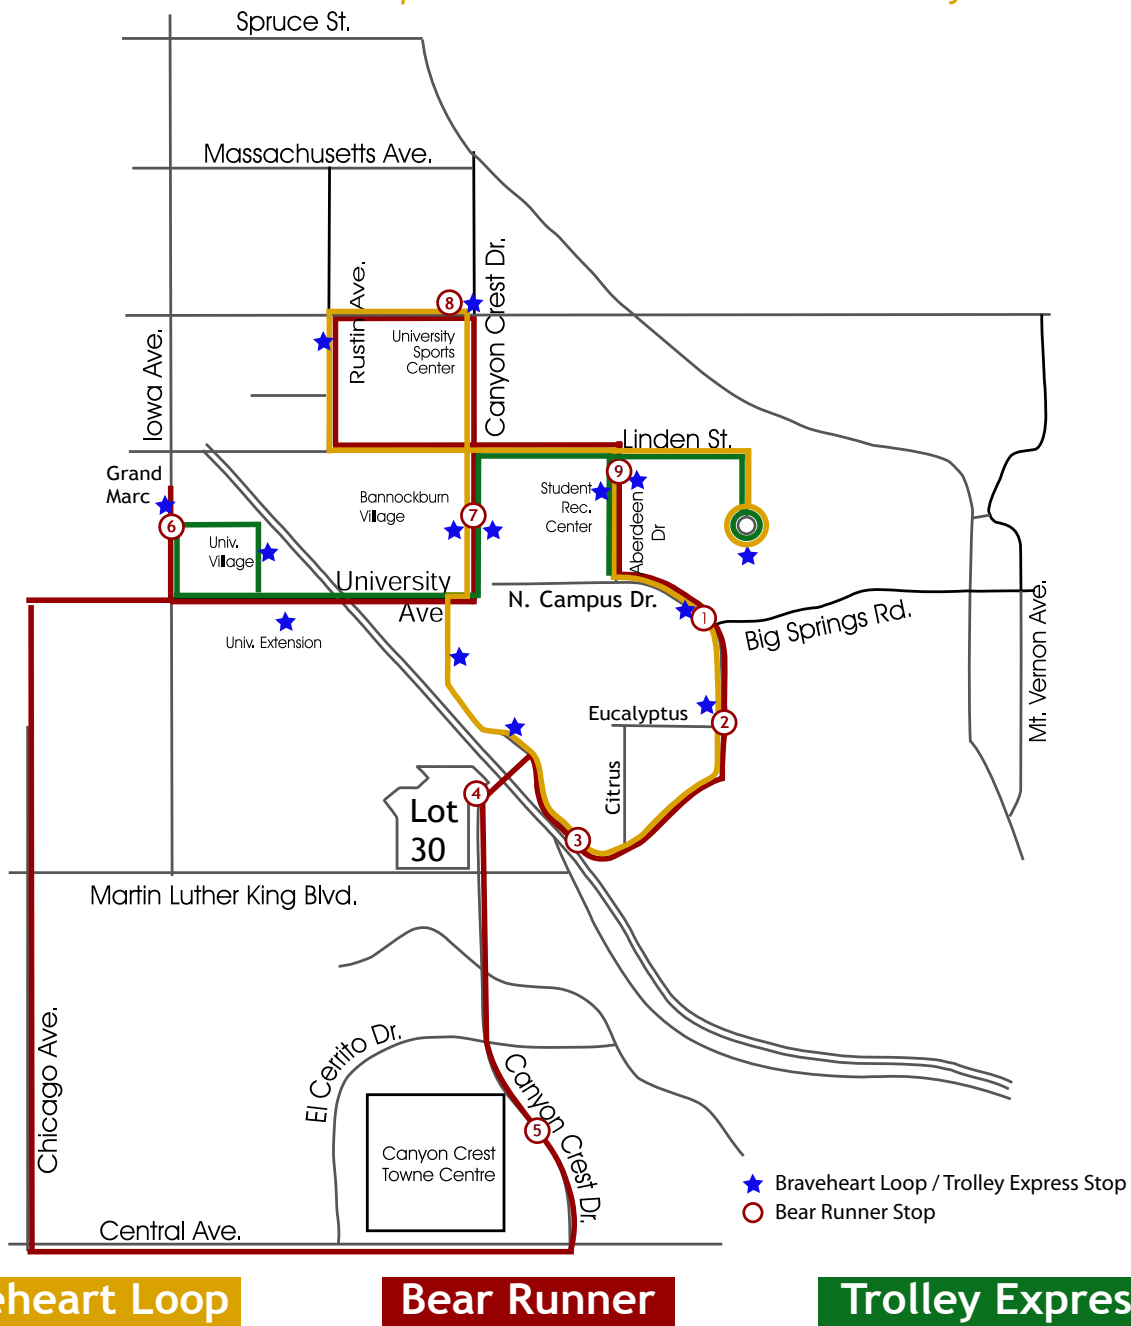 Spruce St.
Massachusetts Ave.
Canyon Crest Dr.
Rustin Ave.
Iowa Ave.
8
University
Sports
Center
Linden St.
Grand
Marc
6
Univ.
Village
Bannockburn
Village
7
Student
Rec.
Center
9
Aberdeen
Dr
University
Ave
Univ. Extension
N. Campus Dr.
1
Big Springs Rd.
Mt. Vernon Ave.
Eucalyptus
2
Citrus
4
Lot
30
3
Martin Luther King Blvd.
Chicago Ave.
El Cerrito Dr.
Canyon Crest Dr.
5
Canyon Crest
Towne Centre
Central Ave.
Braveheart Loop / Trolley Express Stop
Bear Runner Stop
eheart Loop
Bear Runner
Trolley Expres